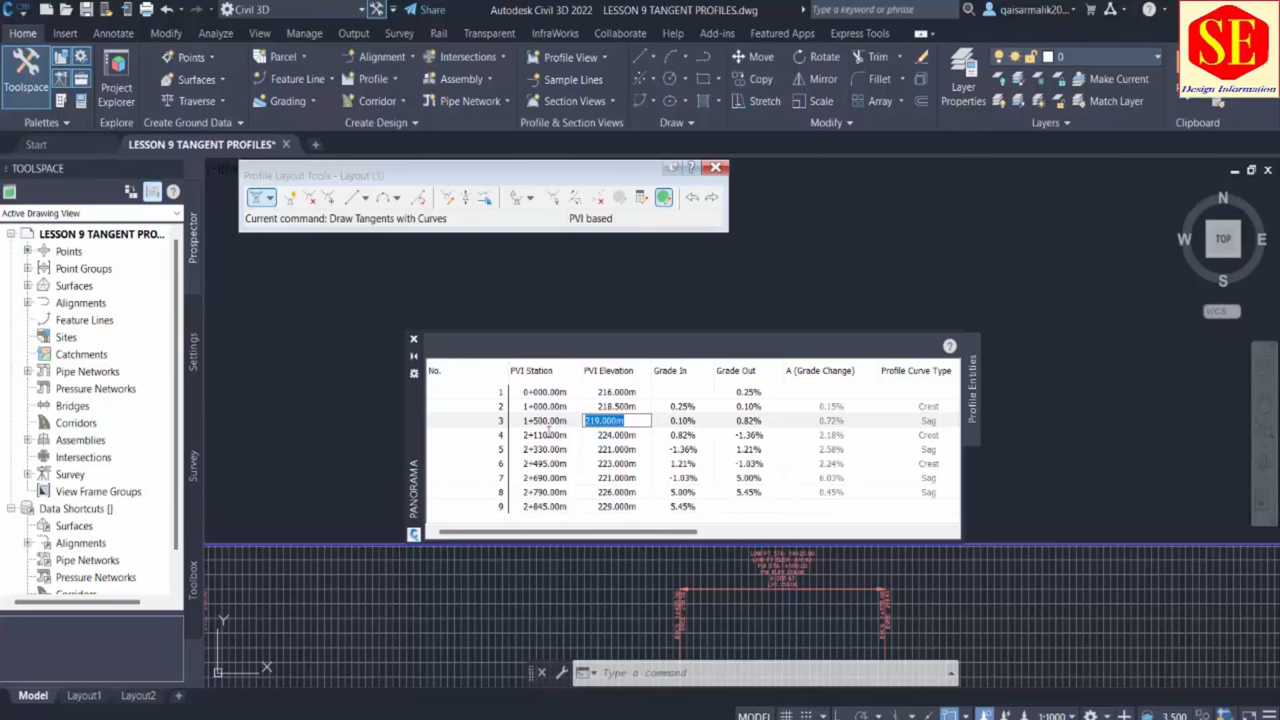 Civil 3D
Share
Autodesk Civil 3D 2022 LESSON 9 TANGENT PROFILES.dwg
Type a keyword or phrase
qaisarmalik20...
SE
Design Information
Home Insert Annotate Modify Analyze View Manage Output Survey Rail Transparent InfraWorks Collaborate Help Add-ins Featured Apps Express Tools
Toolspace
Project Explorer
Points
Surfaces
Traverse
Parcel
Feature Line
Grading
Alignment
Profile
Corridor
Intersections
Assembly
Pipe Network
Profile View
Sample Lines
Section Views
Move
Copy
Stretch
Rotate
Mirror
Scale
Trim
Fillet
Array
Layer Properties
0
Make Current
Match Layer
Palettes
Explore
Create Ground Data
Create Design
Profile & Section Views
Draw
Modify
Layers
Clipboard
Start
LESSON 9 TANGENT PROFILES*
TOOLSPACE
Active Drawing View
LESSON 9 TANGENT PRO...
Points
Point Groups
Surfaces
Alignments
Feature Lines
Sites
Catchments
Pipe Networks
Pressure Networks
Bridges
Corridors
Assemblies
Intersections
Survey
View Frame Groups
Data Shortcuts []
Surfaces
Alignments
Pipe Networks
Pressure Networks
Corridors
Prospector
Settings
Survey
Toolbox
Profile Layout Tools - Layout (3)
Current command: Draw Tangents with Curves
PVI based
N
W TOP E
S
WCS
PANORAMA
Profile Entities
No. PVI Station PVI Elevation Grade In Grade Out A (Grade Change) Profile Curve Type
1 0+000.00m 216.000m 0.25%
2 1+000.00m 218.500m 0.25% 0.10% 0.15% Crest
3 1+500.00m 219.000m 0.10% 0.82% 0.72% Sag
4 2+110.00m 224.000m 0.82% -1.36% 2.18% Crest
5 2+330.00m 221.000m -1.36% 1.21% 2.58% Sag
6 2+495.00m 223.000m 1.21% -1.03% 2.24% Crest
7 2+690.00m 221.000m -1.03% 5.00% 6.03% Sag
8 2+790.00m 226.000m 5.00% 5.45% 0.45% Sag
9 2+845.00m 229.000m 5.45%
Y
X
Type a command
Model Layout1 Layout2
MODEL
1:1000
3.500